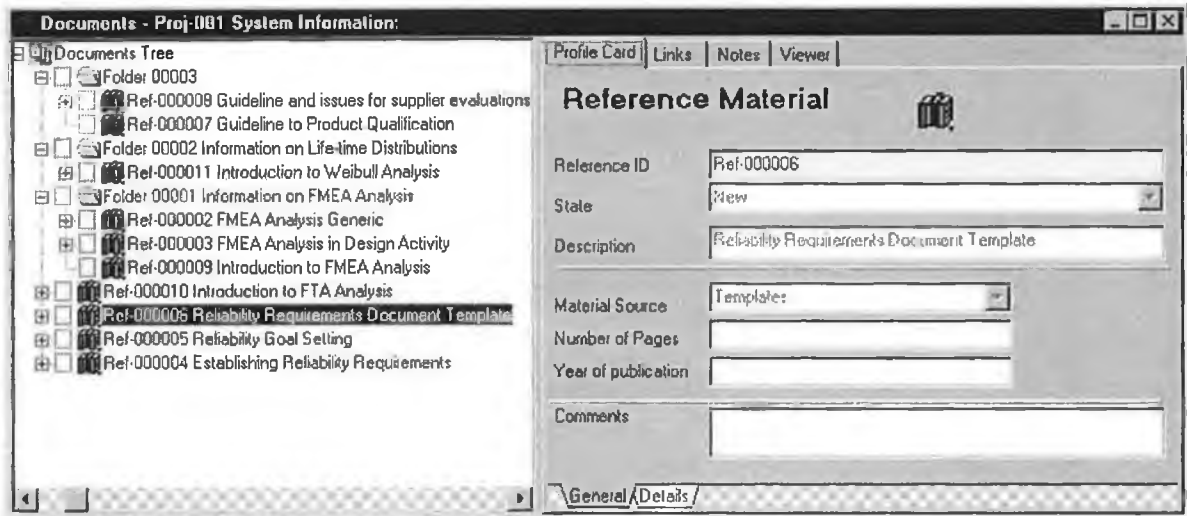 Documents - Proj-001 System Information:
Documents Tree
Folder 00003
Ref-000008 Guideline and issues for supplier evaluations
Ref-000007 Guideline to Product Qualification
Folder 00002 Information on Life-time Distributions
Ref-000011 Introduction to Weibull Analysis
Folder 00001 Information on FMEA Analysis
Ref-000002 FMEA Analysis Generic
Ref-000003 FMEA Analysis in Design Activity
Ref-000009 Introduction to FMEA Analysis
Ref-000010 Introduction to FTA Analysis
Ref-000006 Reliability Requirements Document Template
Ref-000005 Reliability Goal Setting
Ref-000004 Establishing Reliability Requirements
Profile Card Links Notes Viewer
Reference Material
Reference ID Ref-000006
State New
Description Reliability Requirements Document Template
Material Source Templates
Number of Pages
Year of publication
Comments
General Details